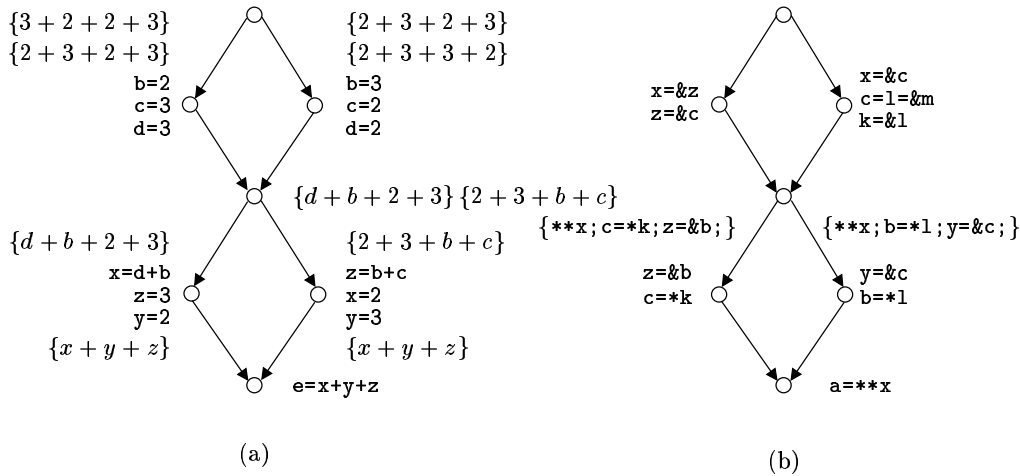 {3 + 2 + 2 + 3}
{2 + 3 + 2 + 3}
{2 + 3 + 2 + 3}
{2 + 3 + 3 + 2}
b=2
c=3
d=3
b=3
c=2
d=2
{d + b + 2 + 3} {2 + 3 + b + c}
{d + b + 2 + 3}
{2 + 3 + b + c}
x=d+b
z=3
y=2
z=b+c
x=2
y=3
{x + y + z}
{x + y + z}
e=x+y+z
(a)
x=&z
z=&c
x=&c
c=l=&m
k=&l
{**x;c=*k;z=&b;}
{**x;b=*l;y=&c;}
z=&b
c=*k
y=&c
b=*l
a=**x
(b)